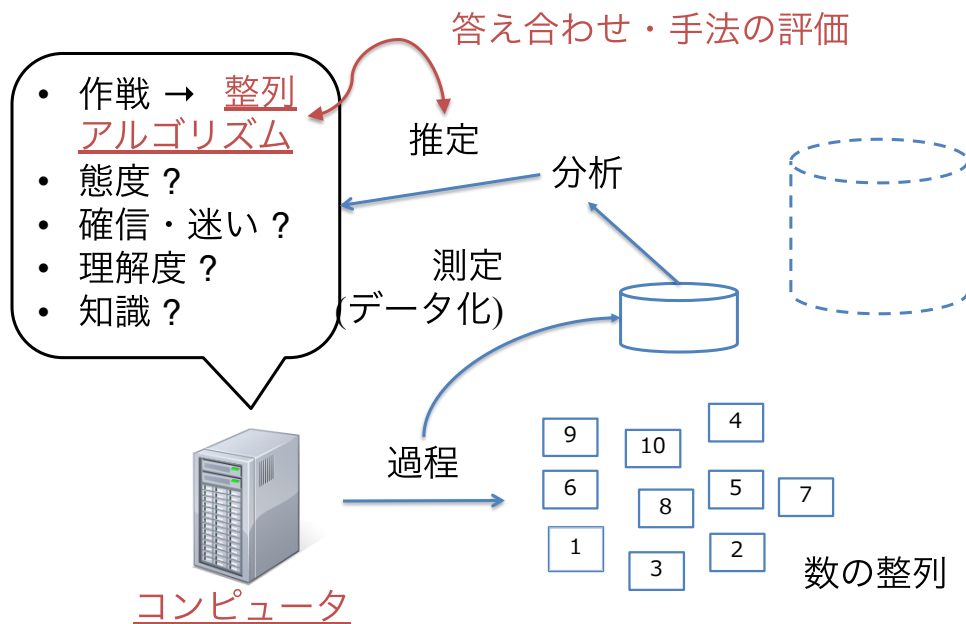 答え合わせ・手法の評価
• 作戦 → 整列
アルゴリズム
• 態度？
• 確信・迷い？
• 理解度？
• 知識？
推定
分析
測定
(データ化)
過程
4
9
10
6
5
7
8
1
2
3
数の整列
コンピュータ